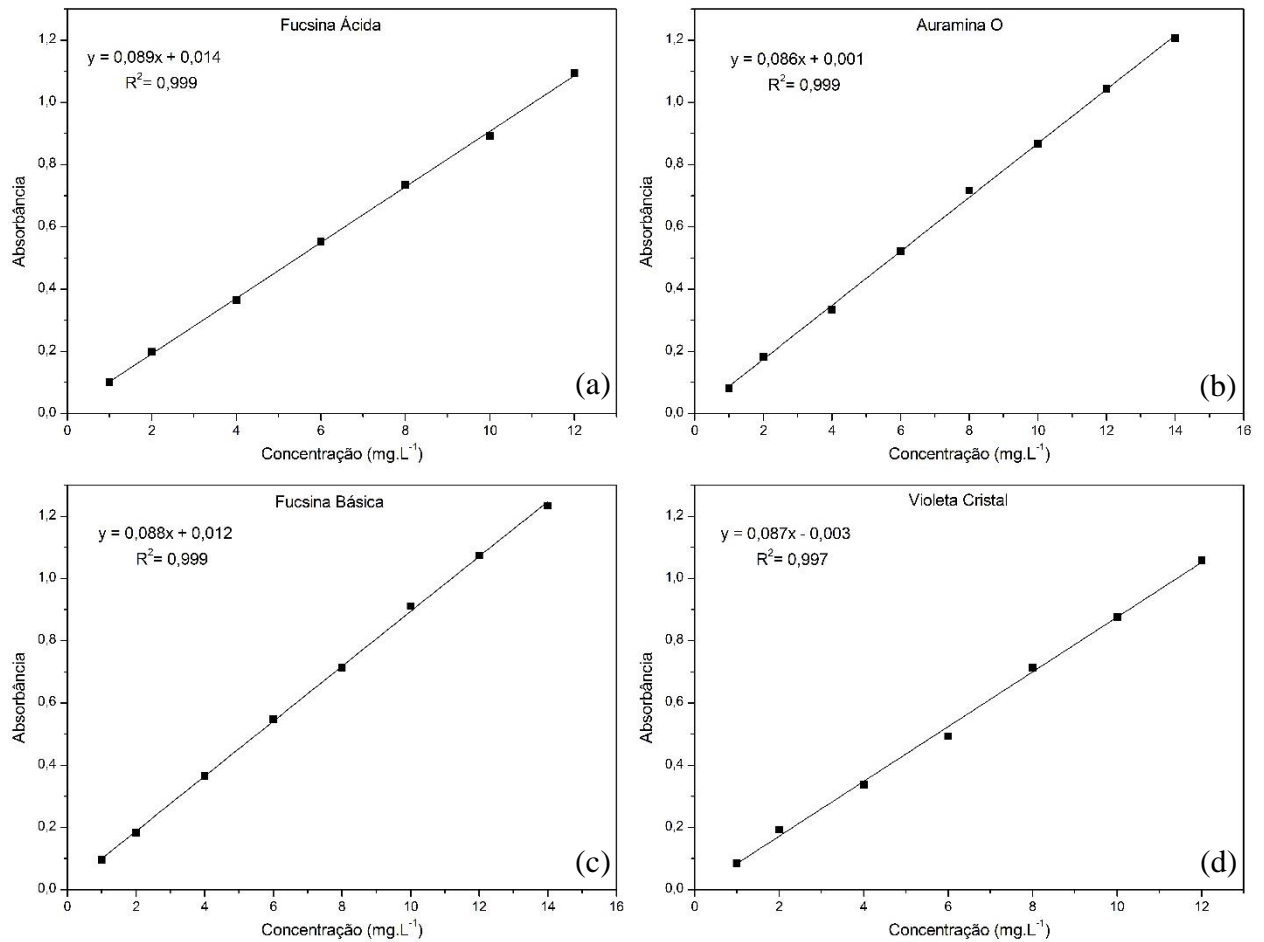 Fucsina Ácida
y = 0,089x + 0,014
R²= 0,999
1,2
1,0
0,8
0,6
0,4
0,2
0,0
Absorbância
0 2 4 6 8 10 12
Concentração (mg.L⁻¹)
(a)
Auramina O
y = 0,086x + 0,001
R²= 0,999
1,2
1,0
0,8
0,6
0,4
0,2
0,0
Absorbância
0 2 4 6 8 10 12 14 16
Concentração (mg.L⁻¹)
(b)
Fucsina Básica
y = 0,088x + 0,012
R²= 0,999
1,2
1,0
0,8
0,6
0,4
0,2
0,0
Absorbância
0 2 4 6 8 10 12 14 16
Concentração (mg.L⁻¹)
(c)
Violeta Cristal
y = 0,087x - 0,003
R²= 0,997
1,2
1,0
0,8
0,6
0,4
0,2
0,0
Absorbância
0 2 4 6 8 10 12
Concentração (mg.L⁻¹)
(d)